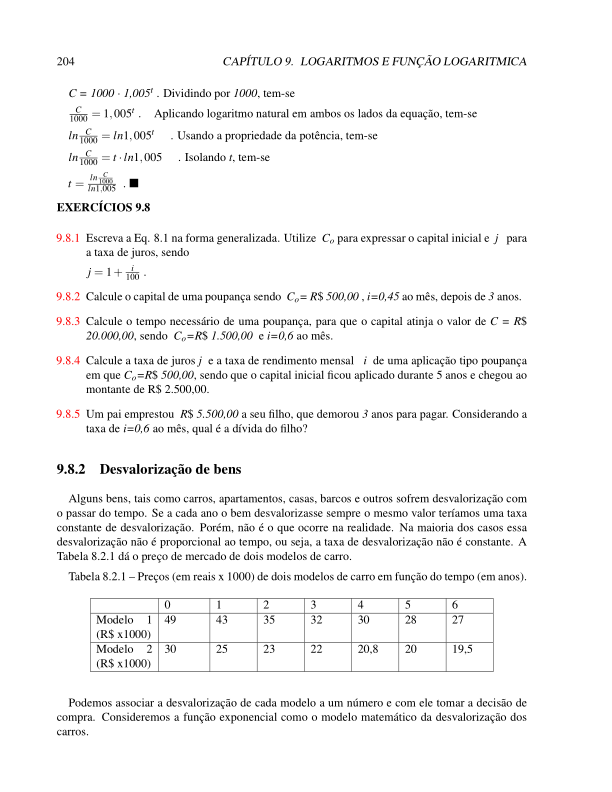 204 CAPÍTULO 9. LOGARITMOS E FUNÇÃO LOGARITMICA
C = 1000 · 1,005^t . Dividindo por 1000, tem-se
C/1000 = 1,005^t . Aplicando logaritmo natural em ambos os lados da equação, tem-se
ln C/1000 = ln1,005^t . Usando a propriedade da potência, tem-se
ln C/1000 = t · ln1,005 . Isolando t, tem-se
t = ln C/1000 / ln1,005 . ■
EXERCÍCIOS 9.8
9.8.1 Escreva a Eq. 8.1 na forma generalizada. Utilize C_o para expressar o capital inicial e j para
a taxa de juros, sendo
j = 1 + i/100 .
9.8.2 Calcule o capital de uma poupança sendo C_o= R$ 500,00 , i=0,45 ao mês, depois de 3 anos.
9.8.3 Calcule o tempo necessário de uma poupança, para que o capital atinja o valor de C = R$
20.000,00, sendo C_o=R$ 1.500,00 e i=0,6 ao mês.
9.8.4 Calcule a taxa de juros j e a taxa de rendimento mensal i de uma aplicação tipo poupança
em que C_o=R$ 500,00, sendo que o capital inicial ficou aplicado durante 5 anos e chegou ao
montante de R$ 2.500,00.
9.8.5 Um pai emprestou R$ 5.500,00 a seu filho, que demorou 3 anos para pagar. Considerando a
taxa de i=0,6 ao mês, qual é a dívida do filho?
9.8.2 Desvalorização de bens
Alguns bens, tais como carros, apartamentos, casas, barcos e outros sofrem desvalorização com
o passar do tempo. Se a cada ano o bem desvalorizasse sempre o mesmo valor teríamos uma taxa
constante de desvalorização. Porém, não é o que ocorre na realidade. Na maioria dos casos essa
desvalorização não é proporcional ao tempo, ou seja, a taxa de desvalorização não é constante. A
Tabela 8.2.1 dá o preço de mercado de dois modelos de carro.
Tabela 8.2.1 – Preços (em reais x 1000) de dois modelos de carro em função do tempo (em anos).
0 1 2 3 4 5 6
Modelo 1 49 43 35 32 30 28 27
(R$ x1000)
Modelo 2 30 25 23 22 20,8 20 19,5
(R$ x1000)
Podemos associar a desvalorização de cada modelo a um número e com ele tomar a decisão de
compra. Consideremos a função exponencial como o modelo matemático da desvalorização dos
carros.